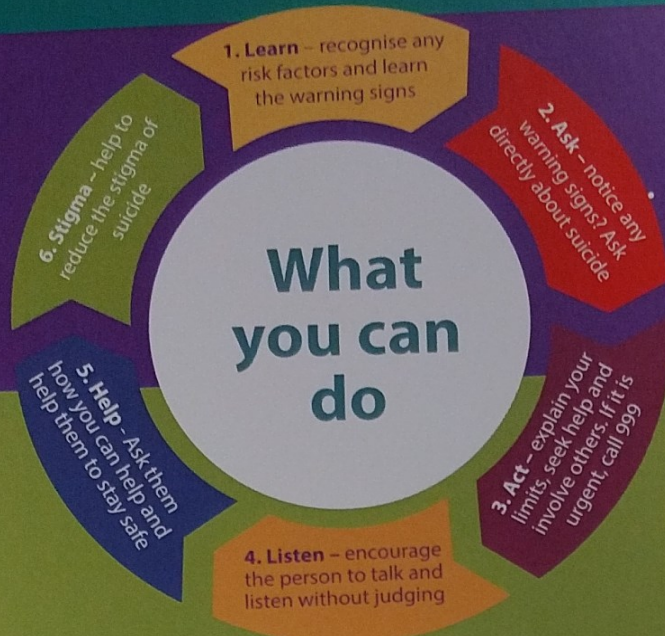 What
you can
do
1. Learn – recognise any
risk factors and learn
the warning signs
2. Ask – notice any
warning signs? Ask
directly about suicide
3. Act – explain your
limits, seek help and
involve others. If it is
urgent, call 999
4. Listen – encourage
the person to talk and
listen without judging
5. Help - Ask them
how you can help and
help them to stay safe
6. Stigma – help to
reduce the stigma of
suicide